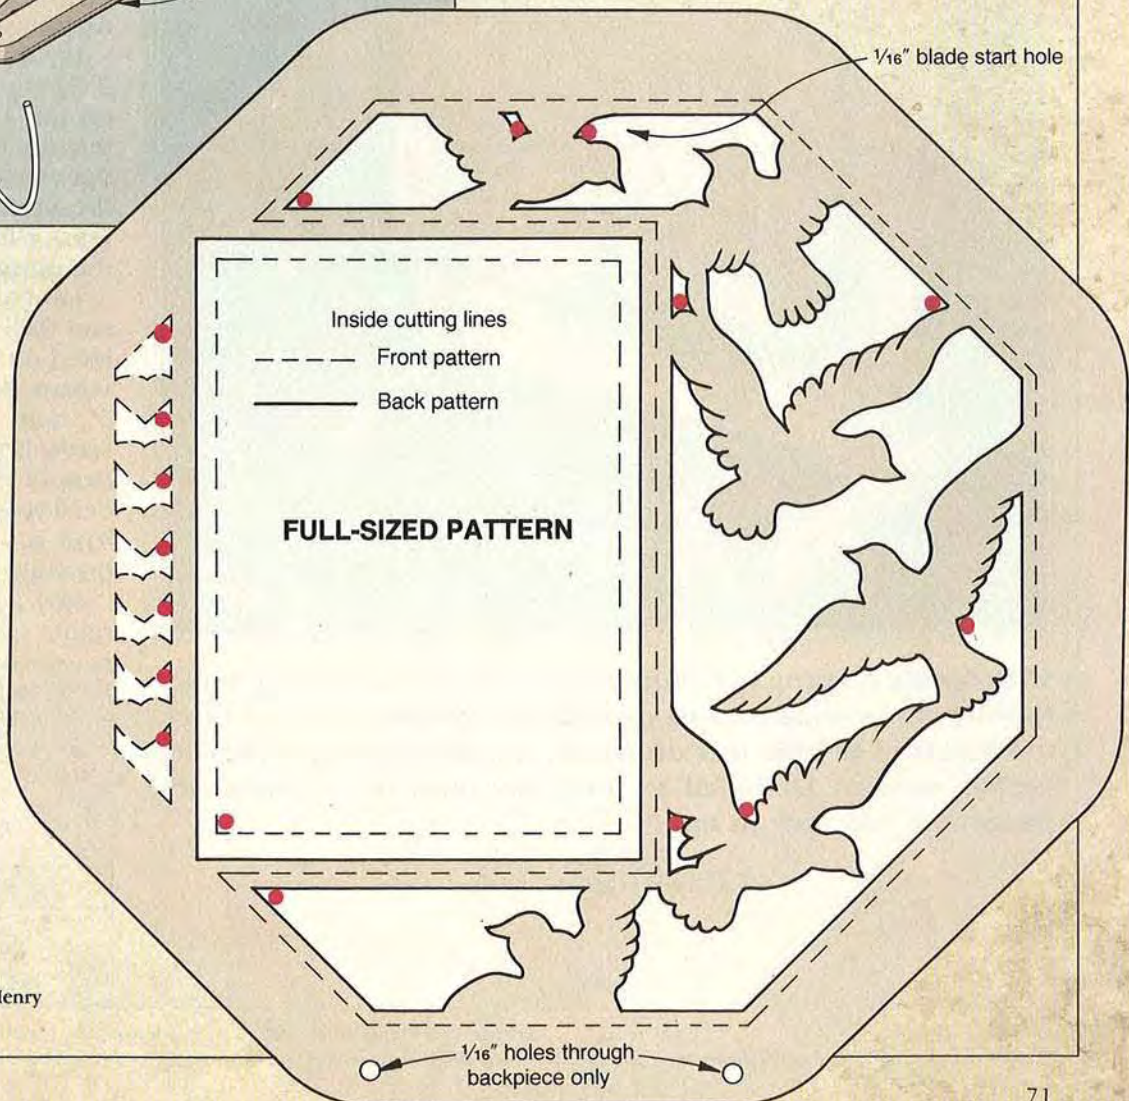 1/16" blade start hole
Inside cutting lines
Front pattern
Back pattern
FULL-SIZED PATTERN
1/16" holes through
backpiece only
71